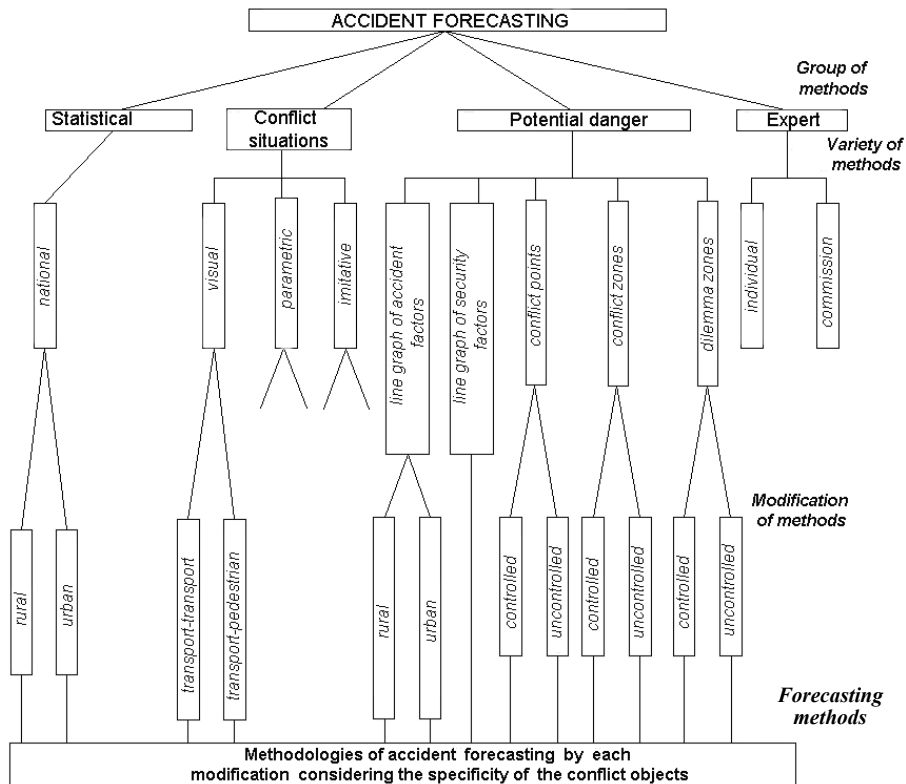 ACCIDENT FORECASTING
Group of
methods
Statistical
Conflict
situations
Potential danger
Expert
Variety of
methods
national
visual
parametric
imitative
line graph of accident
factors
line graph of security
factors
conflict points
conflict zones
dilemma zones
individual
commission
Modification
of methods
rural
urban
transport-transport
transport-pedestrian
rural
urban
controlled
uncontrolled
controlled
uncontrolled
controlled
uncontrolled
Forecasting
methods
Methodologies of accident forecasting by each
modification considering the specificity of the conflict objects